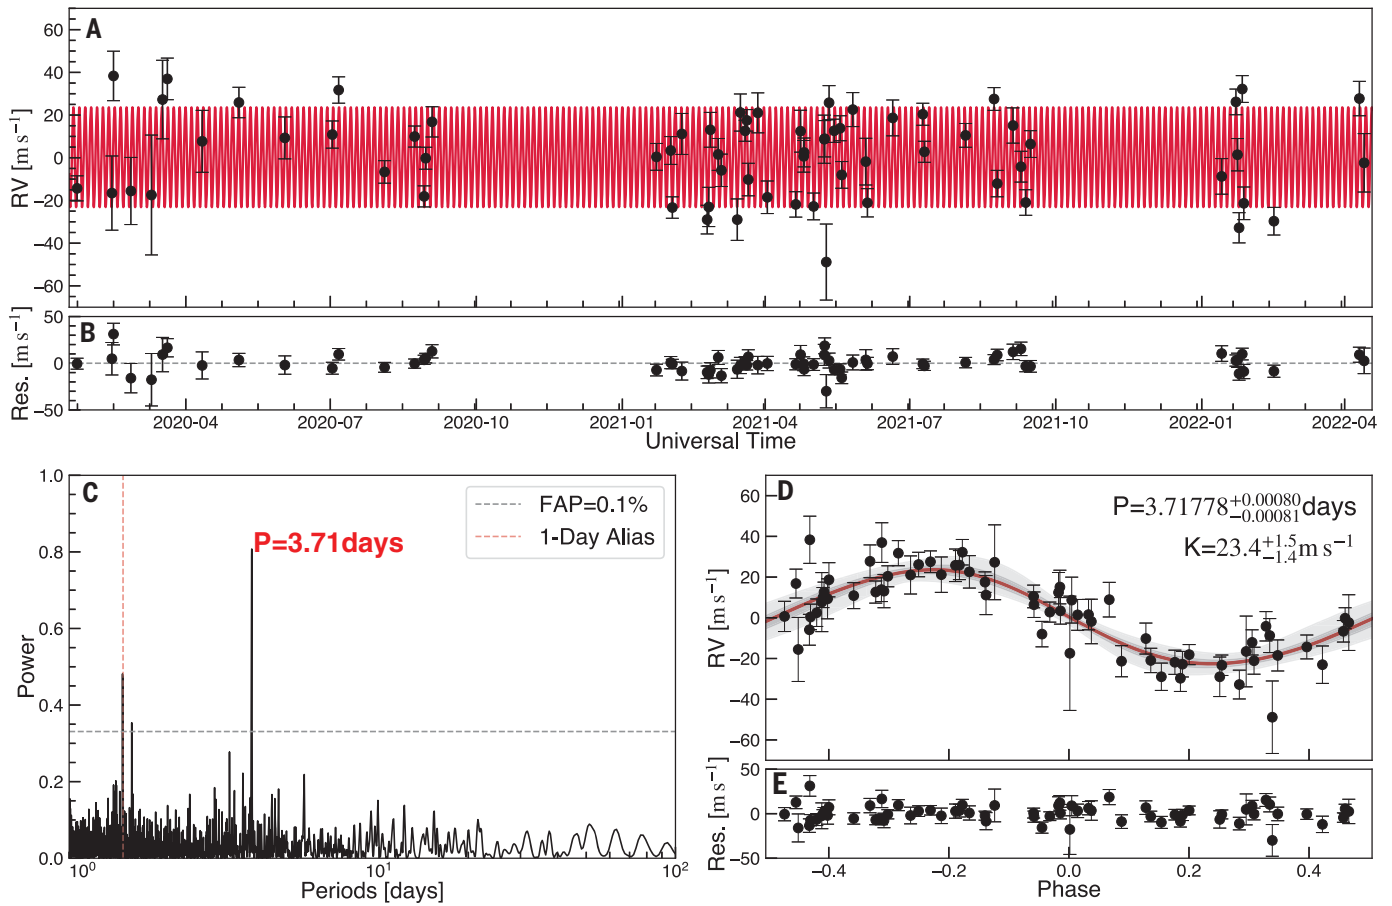 A
RV [m s⁻¹]
60
40
20
0
−20
−40
−60
B
Res. [m s⁻¹]
50
0
−50
2020-04 2020-07 2020-10 2021-01 2021-04 2021-07 2021-10 2022-01 2022-04
Universal Time
C
Power
1.0
0.8
0.6
0.4
0.2
0.0
FAP=0.1%
1-Day Alias
P=3.71days
10⁰ 10¹ 10²
Periods [days]
D
RV [m s⁻¹]
60
40
20
0
−20
−40
−60
P=3.71778+0.00080−0.00081days
K=23.4+1.5−1.4m s⁻¹
E
Res. [m s⁻¹]
50
0
−50
−0.4 −0.2 0.0 0.2 0.4
Phase